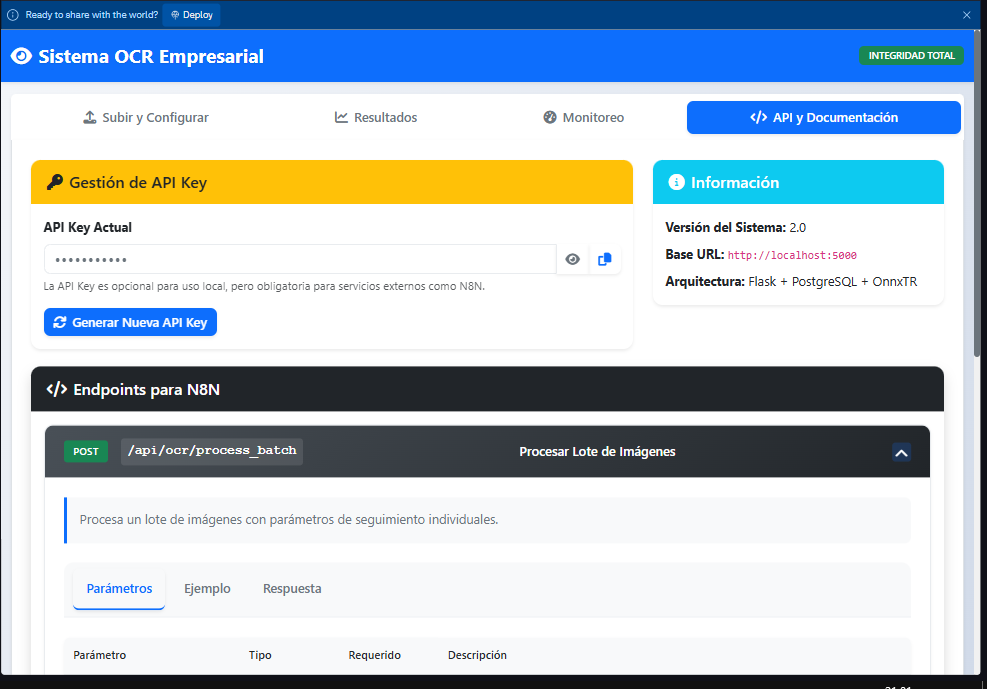 Ready to share with the world? Deploy
Sistema OCR Empresarial
INTEGRIDAD TOTAL
Subir y Configurar
Resultados
Monitoreo
</> API y Documentación
Gestión de API Key
API Key Actual
•••••••••••
La API Key es opcional para uso local, pero obligatoria para servicios externos como N8N.
Generar Nueva API Key
Información
Versión del Sistema: 2.0
Base URL: http://localhost:5000
Arquitectura: Flask + PostgreSQL + OnnxTR
</> Endpoints para N8N
POST /api/ocr/process_batch Procesar Lote de Imágenes
Procesa un lote de imágenes con parámetros de seguimiento individuales.
Parámetros Ejemplo Respuesta
Parámetro Tipo Requerido Descripción